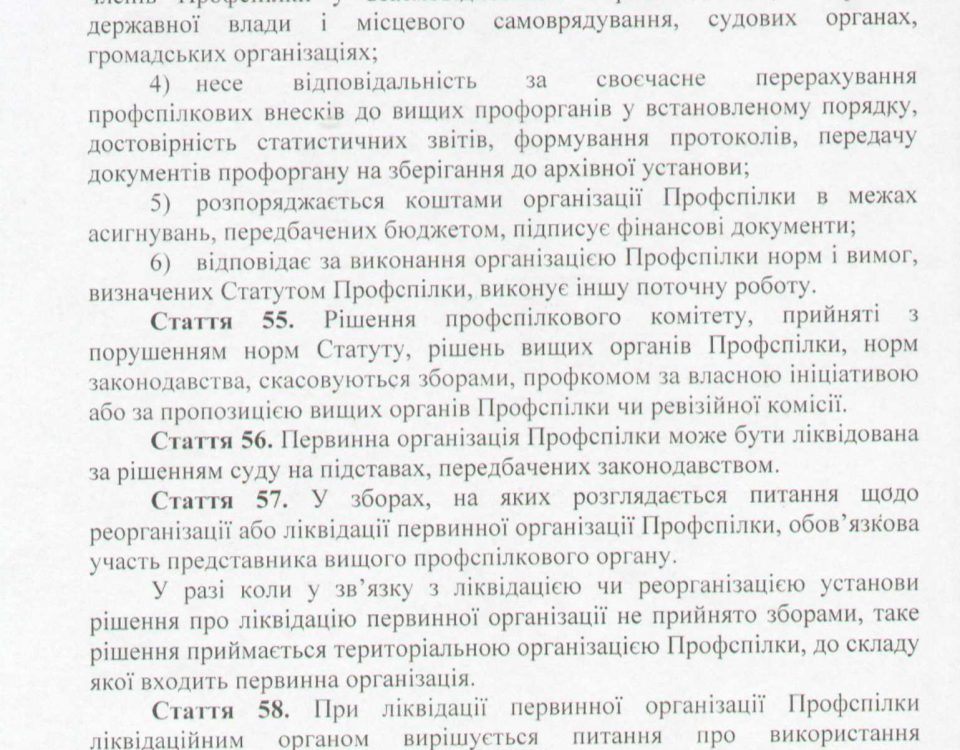 державної влади і місцевого самоврядування, судових органах,
громадських організаціях;
4) несе відповідальність за своєчасне перерахування
профспілкових внесків до вищих профорганів у встановленому порядку,
достовірність статистичних звітів, формування протоколів, передачу
документів профоргану на зберігання до архівної установи;
5) розпоряджається коштами організації Профспілки в межах
асигнувань, передбачених бюджетом, підписує фінансові документи;
6) відповідає за виконання організацією Профспілки норм і вимог,
визначених Статутом Профспілки, виконує іншу поточну роботу.
Стаття 55. Рішення профспілкового комітету, прийняті з
порушенням норм Статуту, рішень вищих органів Профспілки, норм
законодавства, скасовуються зборами, профкомом за власною ініціативою
або за пропозицією вищих органів Профспілки чи ревізійної комісії.
Стаття 56. Первинна організація Профспілки може бути ліквідована
за рішенням суду на підставах, передбачених законодавством.
Стаття 57. У зборах, на яких розглядається питання щодо
реорганізації або ліквідації первинної організації Профспілки, обов’язкова
участь представника вищого профспілкового органу.
У разі коли у зв’язку з ліквідацією чи реорганізацією установи
рішення про ліквідацію первинної організації не прийнято зборами, таке
рішення приймається територіальною організацією Профспілки, до складу
якої входить первинна організація.
Стаття 58. При ліквідації первинної організації Профспілки
ліквідаційним органом вирішується питання про використання